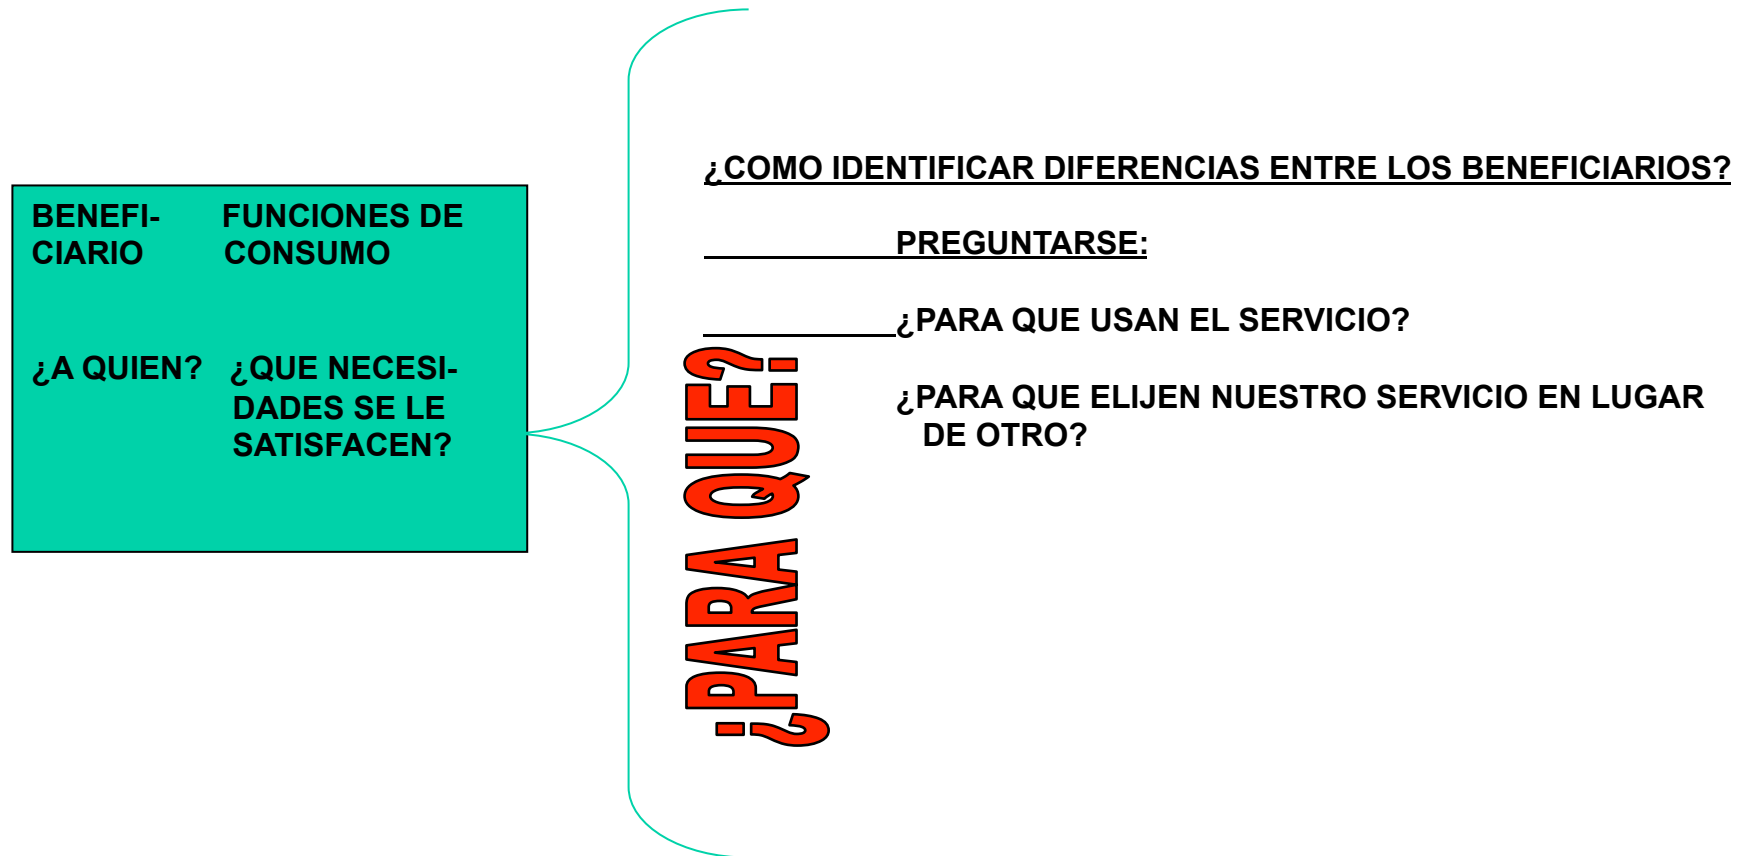 BENEFI- FUNCIONES DE
CIARIO CONSUMO
¿A QUIEN? ¿QUE NECESI-
DADES SE LE
SATISFACEN?
¿COMO IDENTIFICAR DIFERENCIAS ENTRE LOS BENEFICIARIOS?
PREGUNTARSE:
¿PARA QUE USAN EL SERVICIO?
¿PARA QUE ELIJEN NUESTRO SERVICIO EN LUGAR
DE OTRO?
¿PARA QUE?